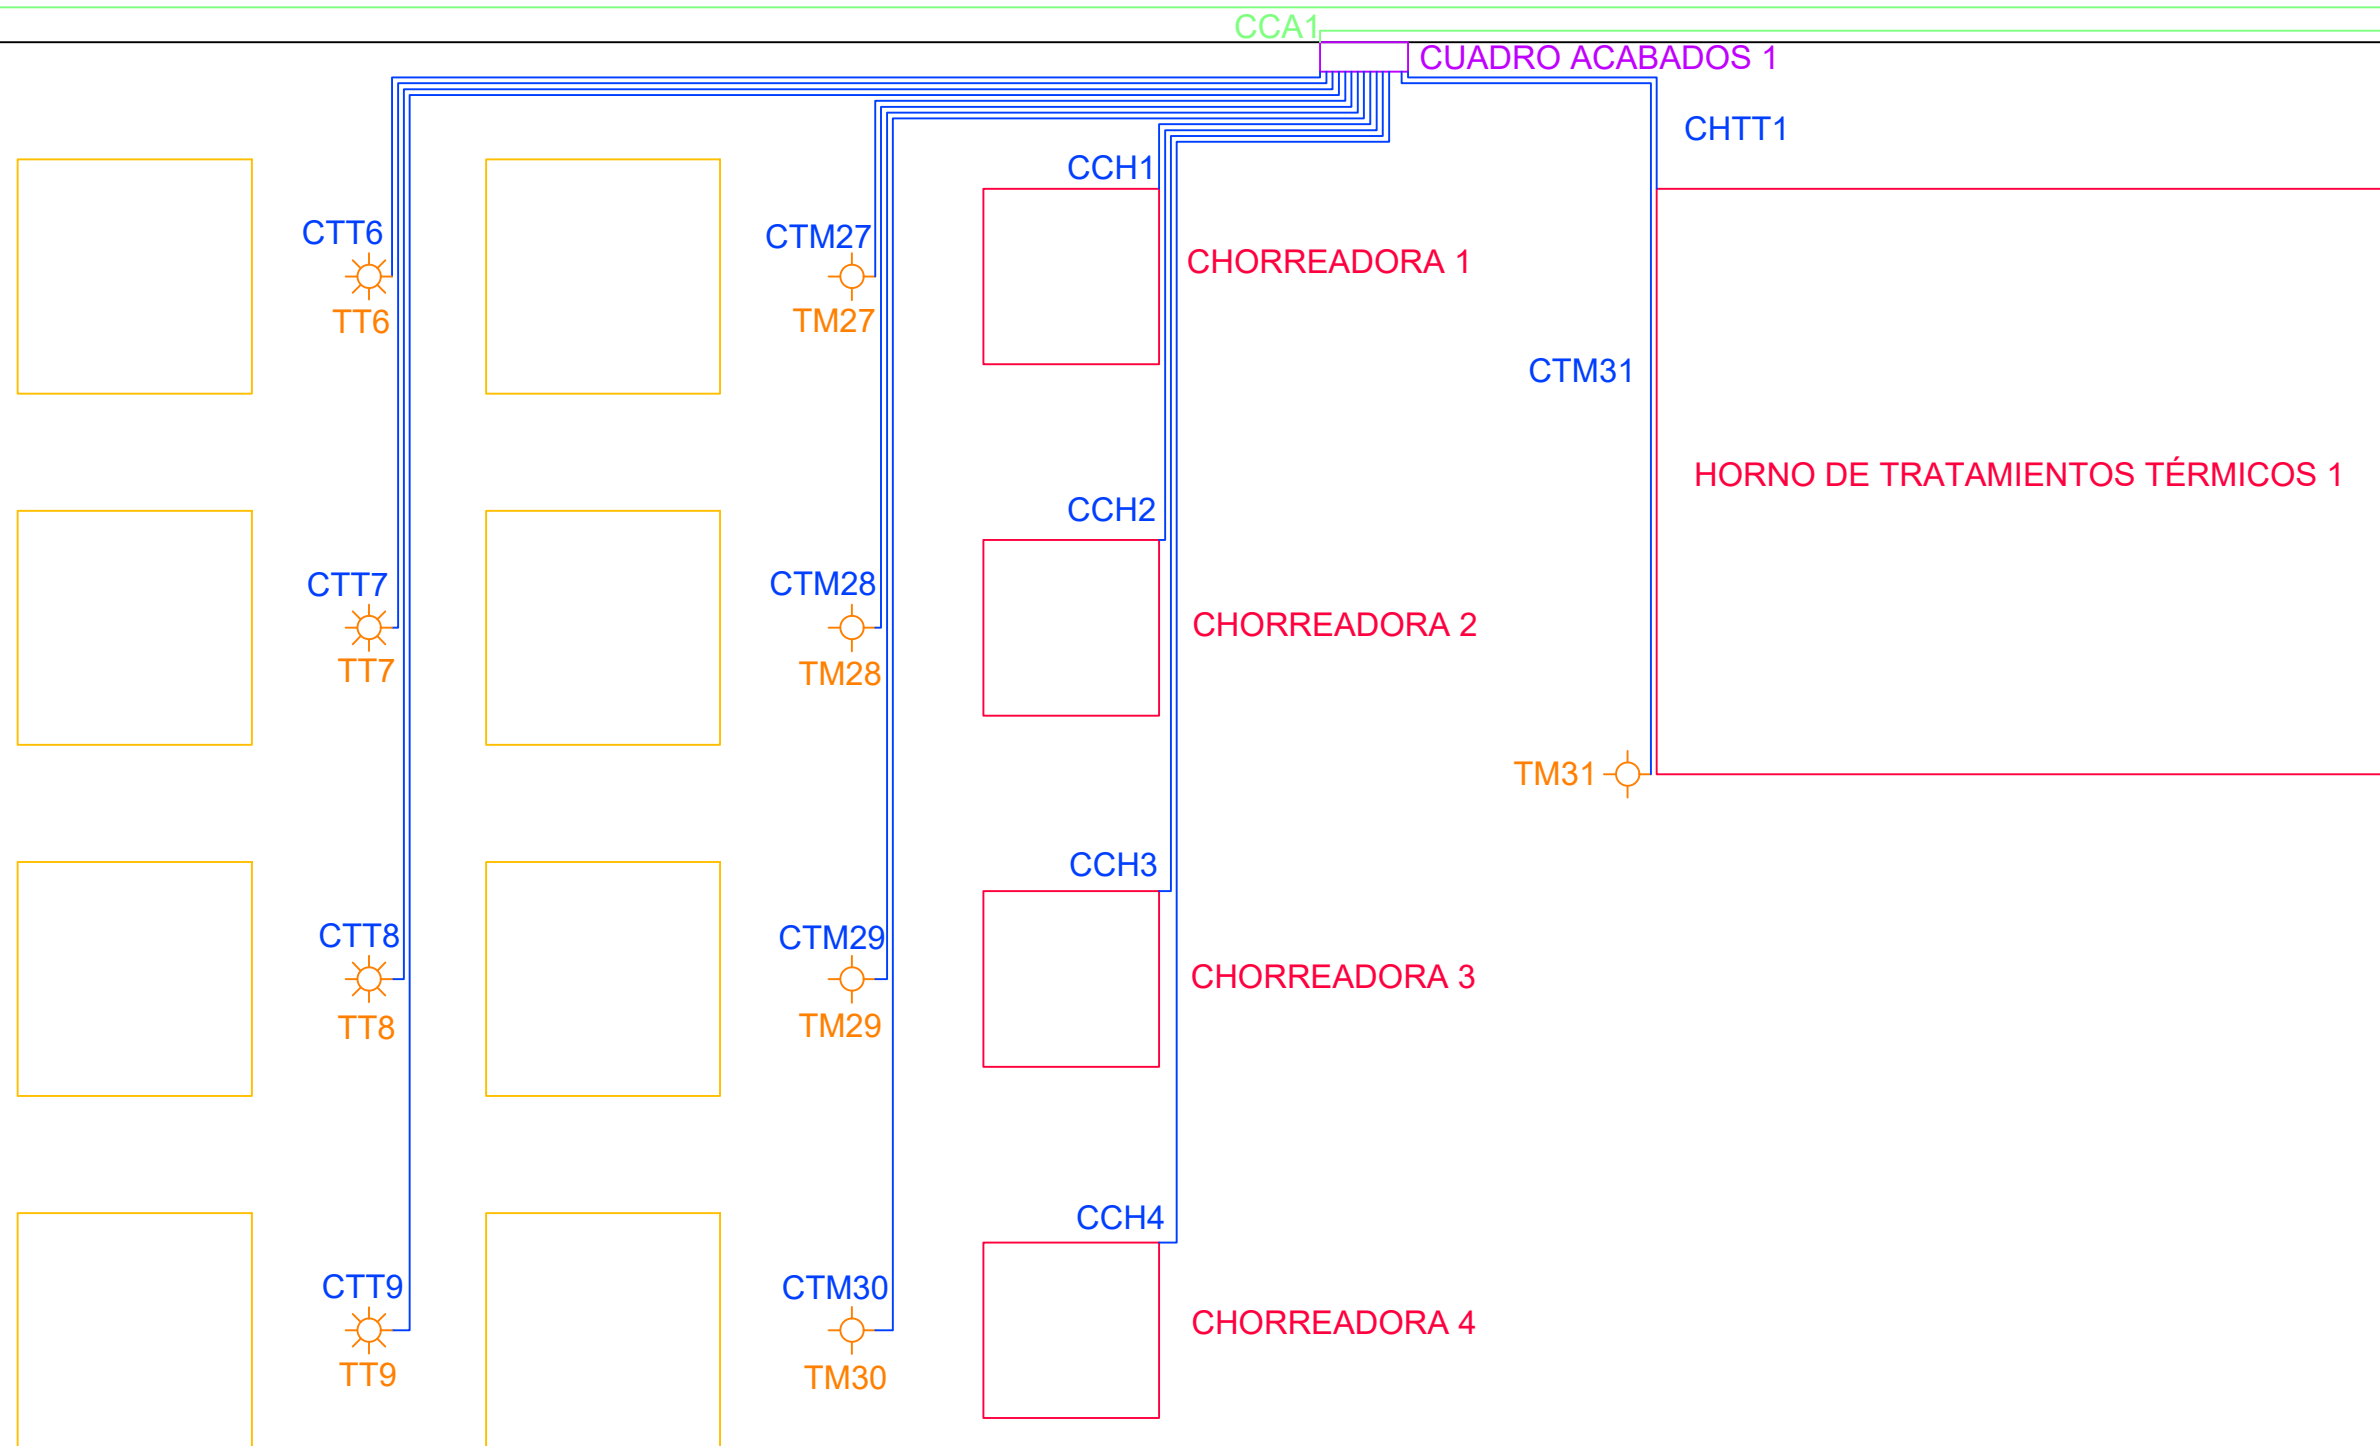 CCA1
CUADRO ACABADOS 1
CHTT1
CCH1
CTT6
CTM27
CHORREADORA 1
TT6
TM27
CTM31
HORNO DE TRATAMIENTOS TÉRMICOS 1
CCH2
CTT7
CTM28
CHORREADORA 2
TT7
TM28
TM31
CCH3
CTT8
CTM29
CHORREADORA 3
TT8
TM29
CCH4
CTT9
CTM30
CHORREADORA 4
TT9
TM30